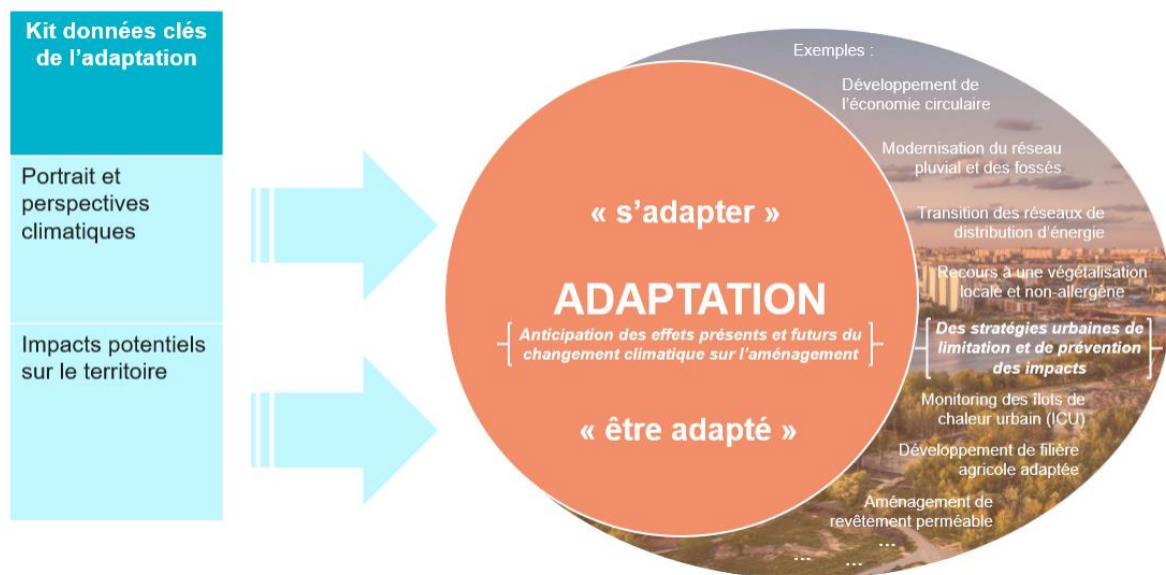 Kit données clés
de l’adaptation
Portrait et
perspectives
climatiques
Impacts potentiels
sur le territoire
« s’adapter »
ADAPTATION
Anticipation des effets présents et futurs du
changement climatique sur l’aménagement
« être adapté »
Exemples :
Développement de
l’économie circulaire
Modernisation du réseau
pluvial et des fossés
Transition des réseaux de
distribution d’énergie
Recours à une végétalisation
locale et non-allergène
Des stratégies urbaines de
limitation et de prévention
des impacts
Monitoring des îlots de
chaleur urbain (ICU)
Développement de filière
agricole adaptée
Aménagement de
revêtement perméable
...
... ...